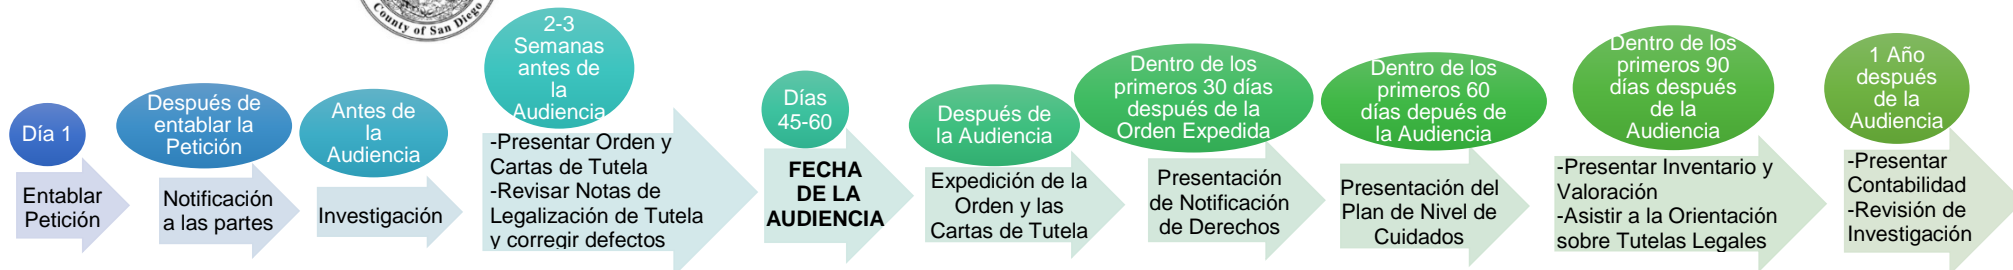 County of San Diego
Día 1
Entablar
Petición
Después de
entablar la
Petición
Notificación
a las partes
Antes de
la
Audiencia
Investigación
2-3
Semanas
antes de
la
Audiencia
-Presentar Orden y
Cartas de Tutela
-Revisar Notas de
Legalización de Tutela
y corregir defectos
Días
45-60
FECHA
DE LA
AUDIENCIA
Después de
la Audiencia
Expedición de la
Orden y las
Cartas de Tutela
Dentro de los
primeros 30 días
después de la
Orden Expedida
Presentación
de Notificación
de Derechos
Dentro de los
primeros 60
días depués de
la Audiencia
Presentación del
Plan de Nivel de
Cuidados
Dentro de los
primeros 90
días después
de la
Audiencia
-Presentar Inventario y
Valoración
-Asistir a la Orientación
sobre Tutelas Legales
1 Año
después
de la
Audiencia
-Presentar
Contabilidad
-Revisión de
Investigación